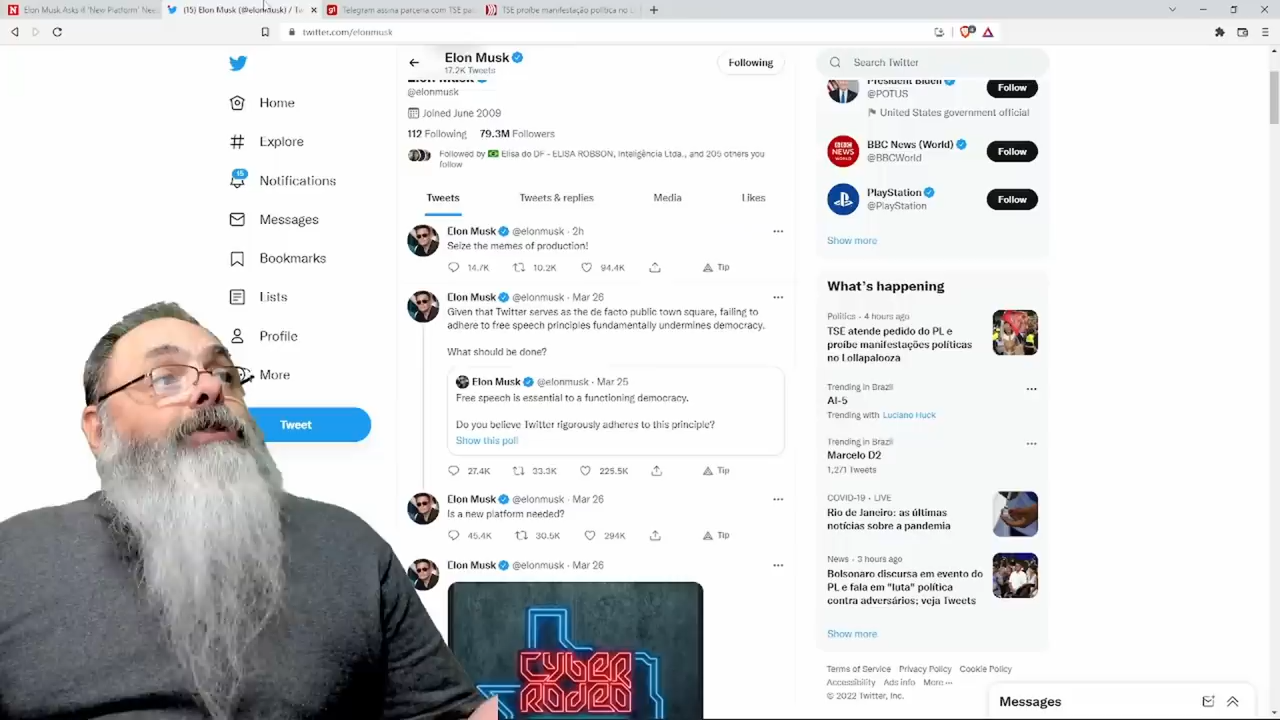 Elon Musk Asks if 'New Platform' Nee
(15) Elon Musk (@elonmusk) / Tw
Telegram assina parceria com TSE pa
TSE proíbe manifestação política no L
twitter.com/elonmusk
Elon Musk
17.2K Tweets
Following
@elonmusk
Joined June 2009
112 Following 79.3M Followers
Followed by Elisa do DF - ELISA ROBSON, Inteligência Ltda., and 205 others you
follow
Tweets Tweets & replies Media Likes
Elon Musk @elonmusk · 2h
Seize the memes of production!
14.7K 10.2K 94.4K Tip
Elon Musk @elonmusk · Mar 26
Given that Twitter serves as the de facto public town square, failing to
adhere to free speech principles fundamentally undermines democracy.
What should be done?
Elon Musk @elonmusk · Mar 25
Free speech is essential to a functioning democracy.
Do you believe Twitter rigorously adheres to this principle?
Show this poll
27.4K 33.3K 225.5K Tip
Elon Musk @elonmusk · Mar 26
Is a new platform needed?
45.4K 30.5K 294K Tip
Elon Musk @elonmusk · Mar 26
CYBER
RODEO
15
Home
Explore
Notifications
Messages
Bookmarks
Lists
Profile
More
Tweet
Search Twitter
President Biden
@POTUS
Follow
United States government official
BBC NEWS WORLD
BBC News (World)
@BBCWorld
Follow
PlayStation
@PlayStation
Follow
Show more
What's happening
Politics · 4 hours ago
TSE atende pedido do PL e
proíbe manifestações políticas
no Lollapalooza
Trending in Brazil
AI-5
Trending with Luciano Huck
Trending in Brazil
Marcelo D2
1,271 Tweets
COVID-19 · LIVE
Rio de Janeiro: as últimas
notícias sobre a pandemia
News · 3 hours ago
Bolsonaro discursa em evento do
PL e fala em "luta" política
contra adversários; veja Tweets
Show more
Terms of Service Privacy Policy Cookie Policy
Accessibility Ads info More ···
© 2022 Twitter, Inc.
Messages